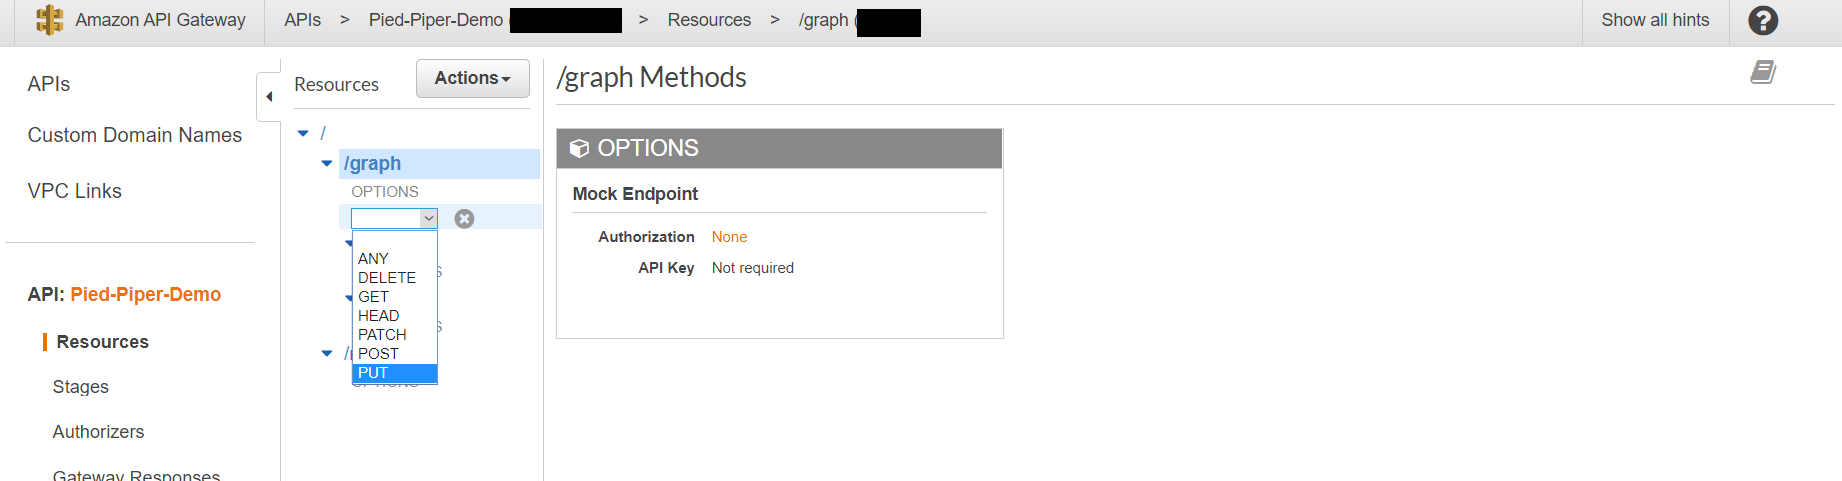 Amazon API Gateway APIs > Pied-Piper-Demo ( > Resources > /graph ( Show all hints ?
APIs
Custom Domain Names
VPC Links
API: Pied-Piper-Demo
Resources
Stages
Authorizers
Gateway Responses
Resources Actions
/
/graph
OPTIONS
ANY
DELETE
GET
HEAD
PATCH
POST
PUT
/graph Methods
OPTIONS
Mock Endpoint
Authorization None
API Key Not required